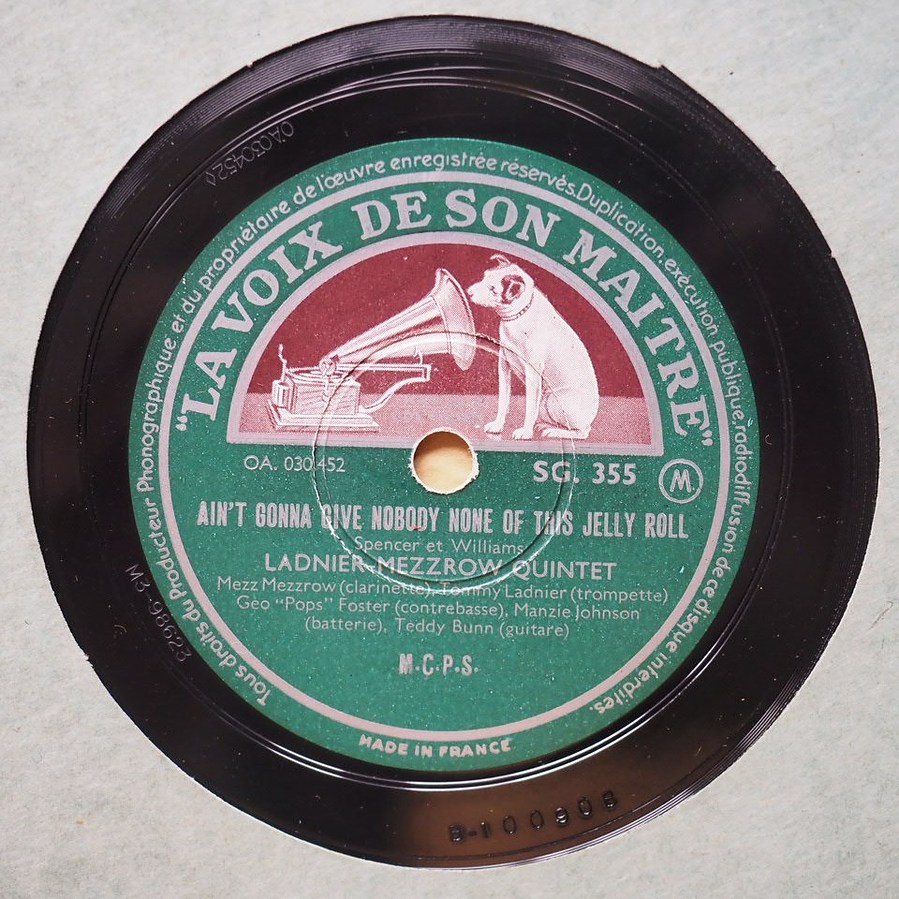 OA030452
Tous droits du Producteur Phonographique et du propriétaire de l'œuvre enregistrée réservés. Duplication, exécution publique, radiodiffusion de ce disque interdites.
"LA VOIX DE SON MAITRE"
OA. 030.452
SG. 355
M
AIN'T GONNA GIVE NOBODY NONE OF THIS JELLY ROLL
Spencer et Williams
LADNIER-MEZZROW QUINTET
Mezz Mezzrow (clarinette), Tommy Ladnier (trompette)
Geo "Pops" Foster (contrebasse), Manzie Johnson
(batterie), Teddy Bunn (guitare)
M.C.P.S.
MADE IN FRANCE
M3-98623